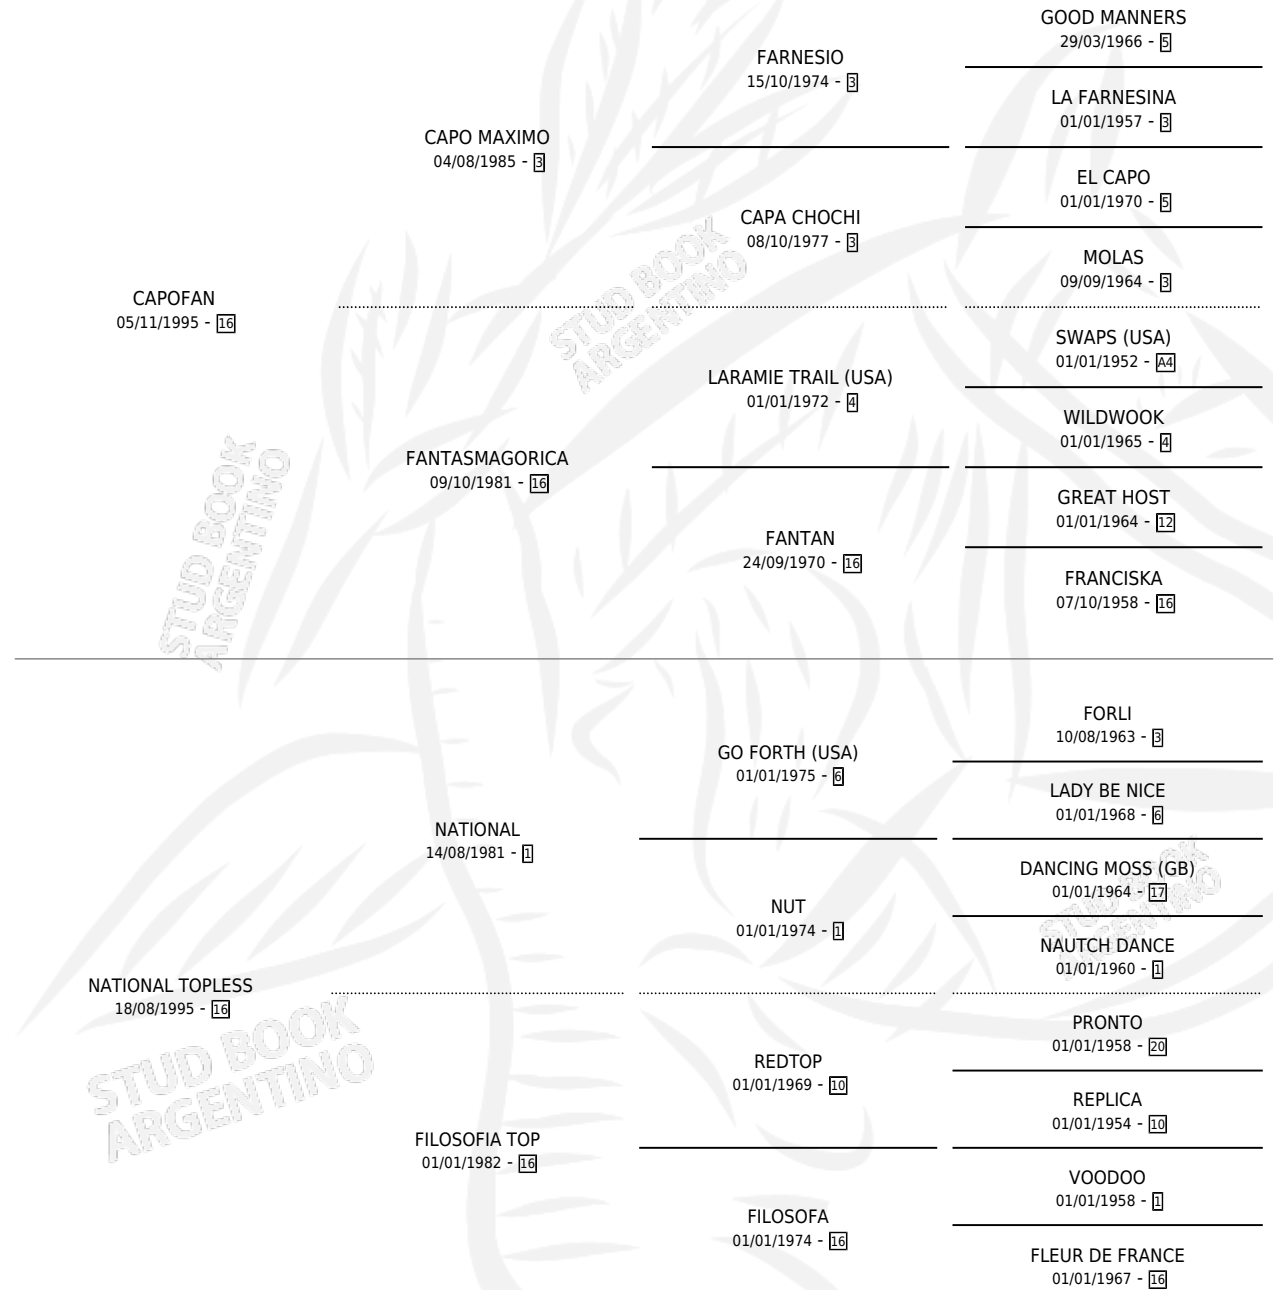 GOOD MANNERS
29/03/1966 - 5
FARNESIO
15/10/1974 - 3
LA FARNESINA
01/01/1957 - 3
CAPO MAXIMO
04/08/1985 - 3
EL CAPO
01/01/1970 - 5
CAPA CHOCHI
08/10/1977 - 3
MOLAS
09/09/1964 - 3
CAPOFAN
05/11/1995 - 16
SWAPS (USA)
01/01/1952 - A4
LARAMIE TRAIL (USA)
01/01/1972 - 4
WILDWOOK
01/01/1965 - 4
FANTASMAGORICA
09/10/1981 - 16
GREAT HOST
01/01/1964 - 12
FANTAN
24/09/1970 - 16
FRANCISKA
07/10/1958 - 16
STUD BOOK
ARGENTINO
STUD BOOK
ARGENTINO
FORLI
10/08/1963 - 3
GO FORTH (USA)
01/01/1975 - 6
LADY BE NICE
01/01/1968 - 6
NATIONAL
14/08/1981 - 1
DANCING MOSS (GB)
01/01/1964 - 17
NUT
01/01/1974 - 1
NAUTCH DANCE
01/01/1960 - 1
STUD BOOK
ARGENTINO
NATIONAL TOPLESS
18/08/1995 - 16
PRONTO
01/01/1958 - 20
REDTOP
01/01/1969 - 10
REPLICA
01/01/1954 - 10
STUD BOOK
ARGENTINO
FILOSOFIA TOP
01/01/1982 - 16
VOODOO
01/01/1958 - 1
FILOSOFA
01/01/1974 - 16
FLEUR DE FRANCE
01/01/1967 - 16